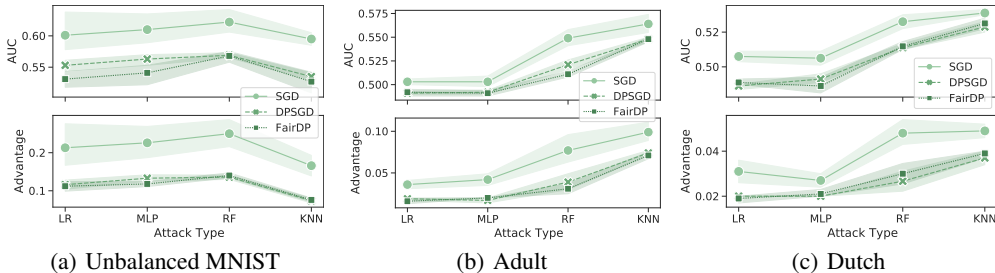 AUC
0.60
0.55
Advantage
0.2
0.1
SGD
DPSGD
FairDP
LR
MLP
RF
KNN
Attack Type
(a) Unbalanced MNIST
AUC
0.575
0.550
0.525
0.500
Advantage
0.10
0.05
SGD
DPSGD
FairDP
LR
MLP
RF
KNN
Attack Type
(b) Adult
AUC
0.52
0.50
Advantage
0.04
0.02
SGD
DPSGD
FairDP
LR
MLP
RF
KNN
Attack Type
(c) Dutch